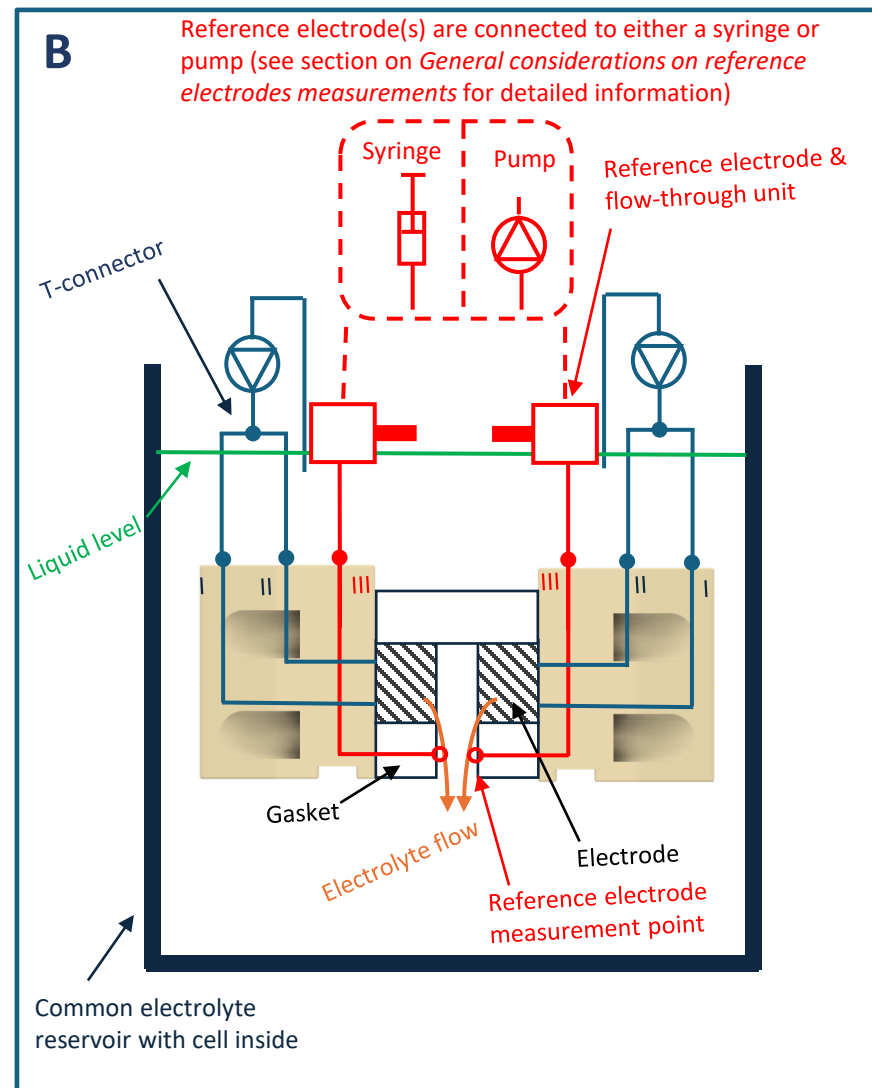 B
Reference electrode(s) are connected to either a syringe or
pump (see section on General considerations on reference
electrodes measurements for detailed information)
Syringe
Pump
Reference electrode &
flow-through unit
T-connector
Liquid level
I
II
III
III
II
I
Gasket
Electrolyte flow
Electrode
Reference electrode
measurement point
Common electrolyte
reservoir with cell inside